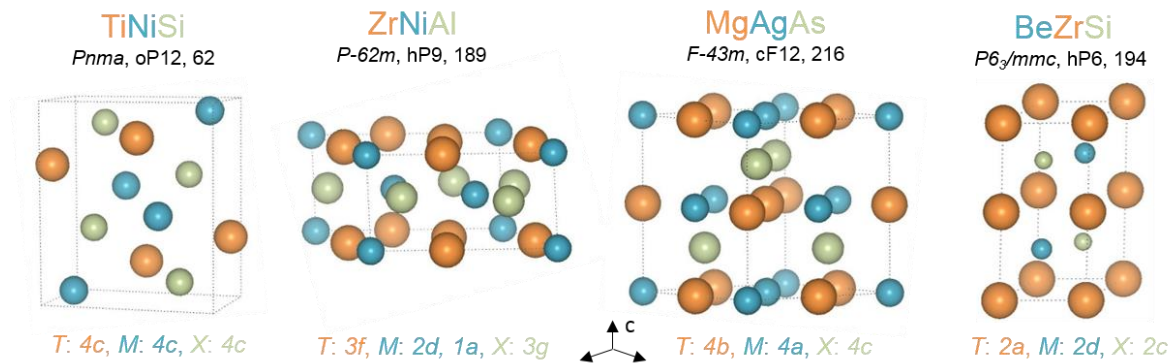 TiNiSi
Pnma, oP12, 62
ZrNiAl
P-62m, hP9, 189
MgAgAs
F-43m, cF12, 216
BeZrSi
P6₃/mmc, hP6, 194
T: 4c, M: 4c, X: 4c
T: 3f, M: 2d, 1a, X: 3g
c
T: 4b, M: 4a, X: 4c
T: 2a, M: 2d, X: 2c